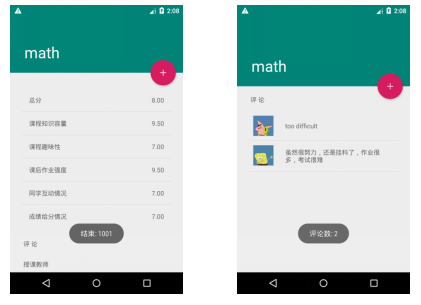 2:08
math
+
总分 8.00
课程知识容量 9.50
课程趣味性 7.00
课后作业强度 9.50
同学互动情况 7.00
成绩给分情况 7.00
结束: 1001
评 论
授课教师
2:08
math
+
评 论
too difficult
虽然很努力，还是挂科了，作业很
多，考试很难
评论数: 2